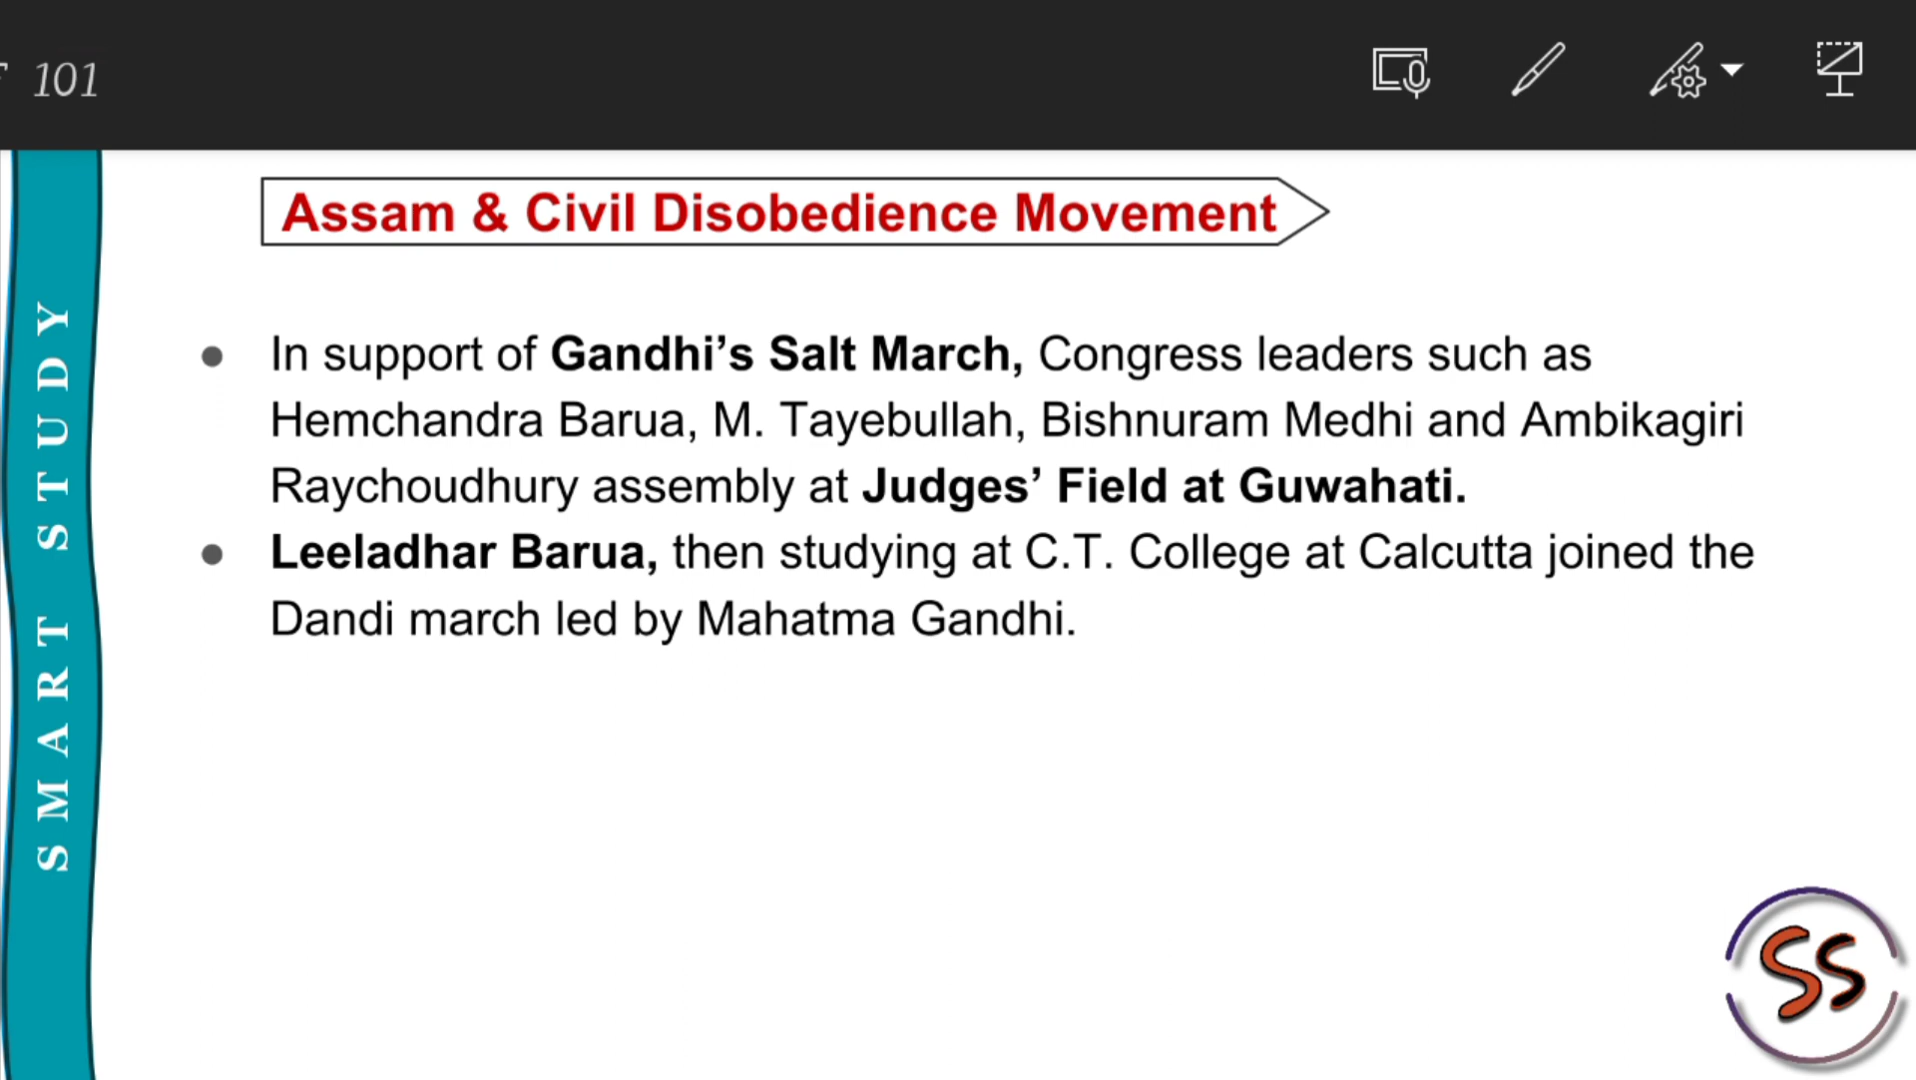 101
Assam & Civil Disobedience Movement
● In support of Gandhi’s Salt March, Congress leaders such as
Hemchandra Barua, M. Tayebullah, Bishnuram Medhi and Ambikagiri
Raychoudhury assembly at Judges’ Field at Guwahati.
● Leeladhar Barua, then studying at C.T. College at Calcutta joined the
Dandi march led by Mahatma Gandhi.
SMART STUDY
SS